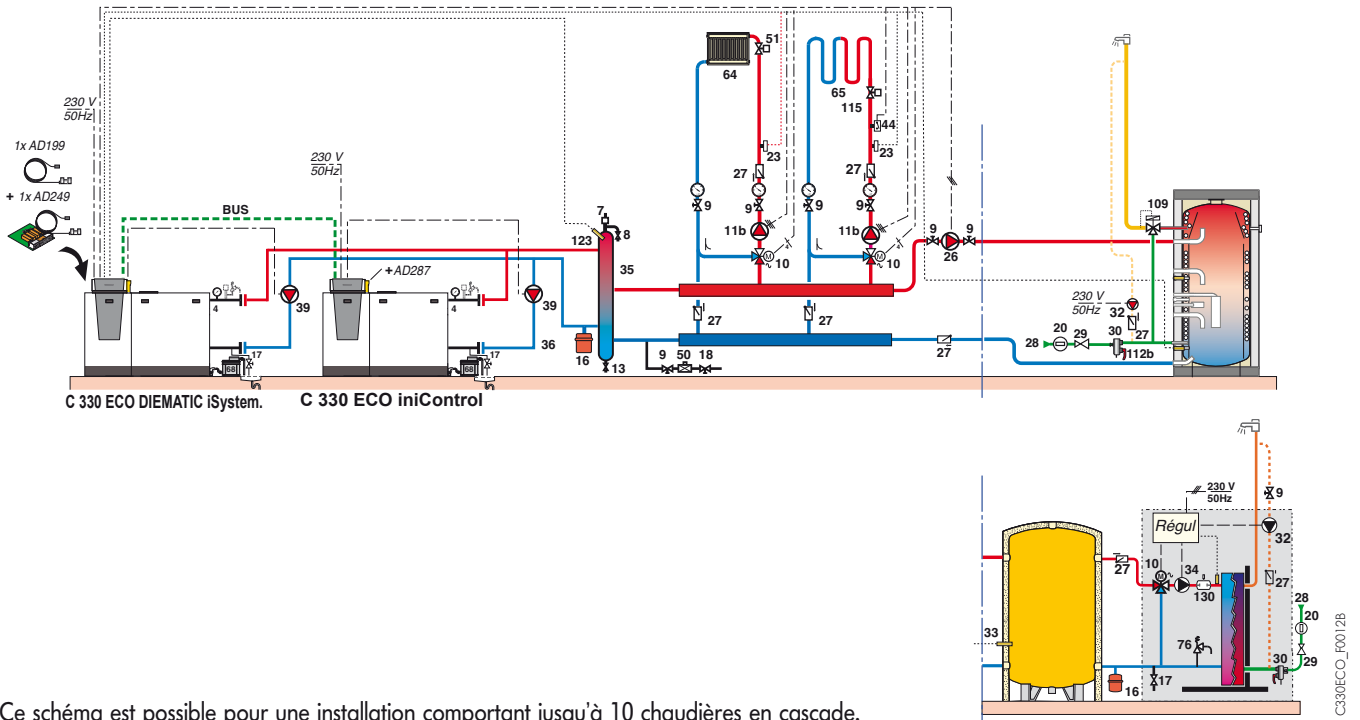 51
64
65
115
44
23
23
27
27
9
9
9
9
11b
11b
10
10
230 V
50Hz
1x AD199
+ 1x AD249
230 V
50Hz
BUS
+AD287
7
8
123
35
39
39
4
4
36
17
17
68
68
16
13
9 50 18
27
27
27
9
9
26
109
230 V
50Hz
32
27
20
28
29
30
112b
C 330 ECO DIEMATIC iSystem.
C 330 ECO iniControl
230 V
50Hz
Régul
9
32
10
34
27
130
27
28
20
33
76
30
29
17
16
C330ECO_F0012B
Ce schéma est possible pour une installation comportant jusqu'à 10 chaudières en cascade.